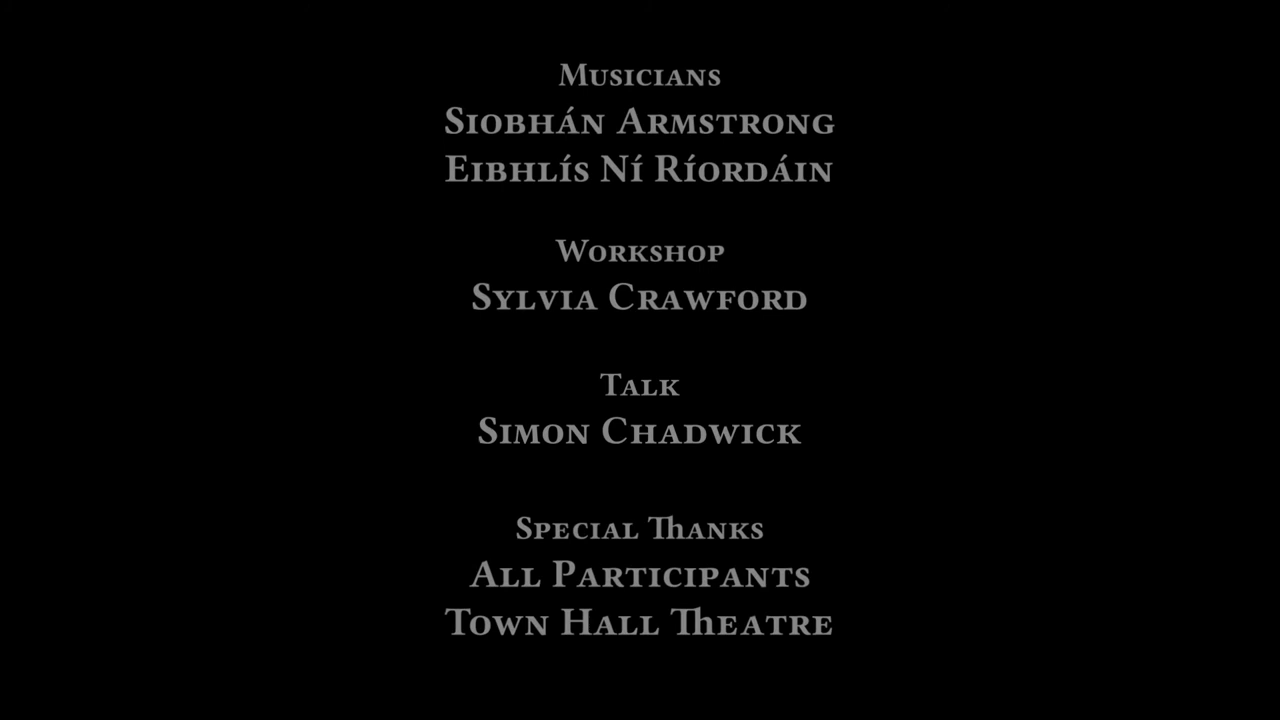 Musicians
Siobhán Armstrong
Eibhlís Ní Ríordáin
Workshop
Sylvia Crawford
Talk
Simon Chadwick
Special Thanks
All Participants
Town Hall Theatre